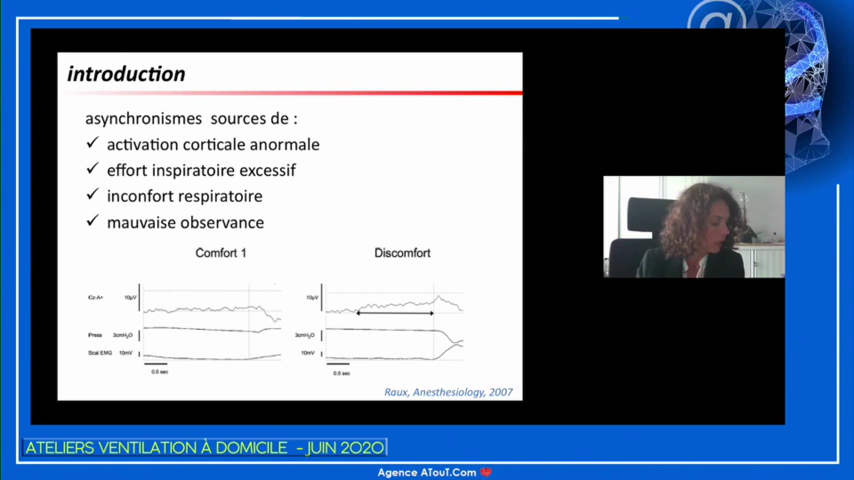 introduction
asynchronismes sources de :
✓ activation corticale anormale
✓ effort inspiratoire excessif
✓ inconfort respiratoire
✓ mauvaise observance
Comfort 1
Discomfort
Cz-A+ 10µV
10µV
Press 3cmH₂O
3cmH₂O
Scal EMG 10mV
10mV
0.5 sec
0.5 sec
Raux, Anesthesiology, 2007
ATELIERS VENTILATION À DOMICILE - JUIN 2020
Agence ATouT.Com